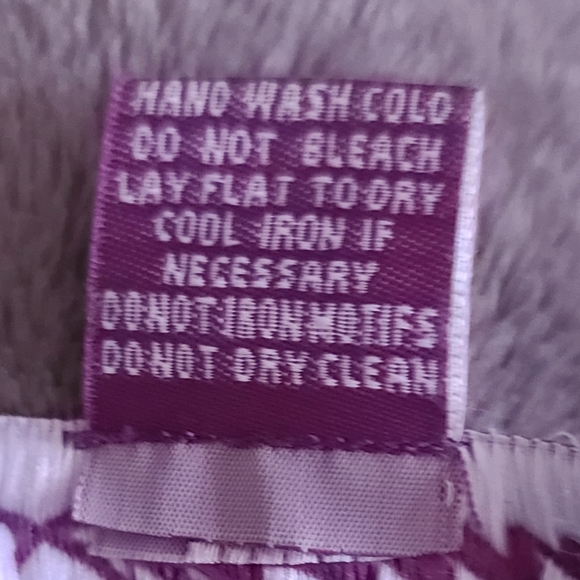 HAND WASH COLD
DO NOT BLEACH
LAY FLAT TO DRY
COOL IRON IF
NECESSARY
DO NOT IRON MOTIFS
DO NOT DRY CLEAN